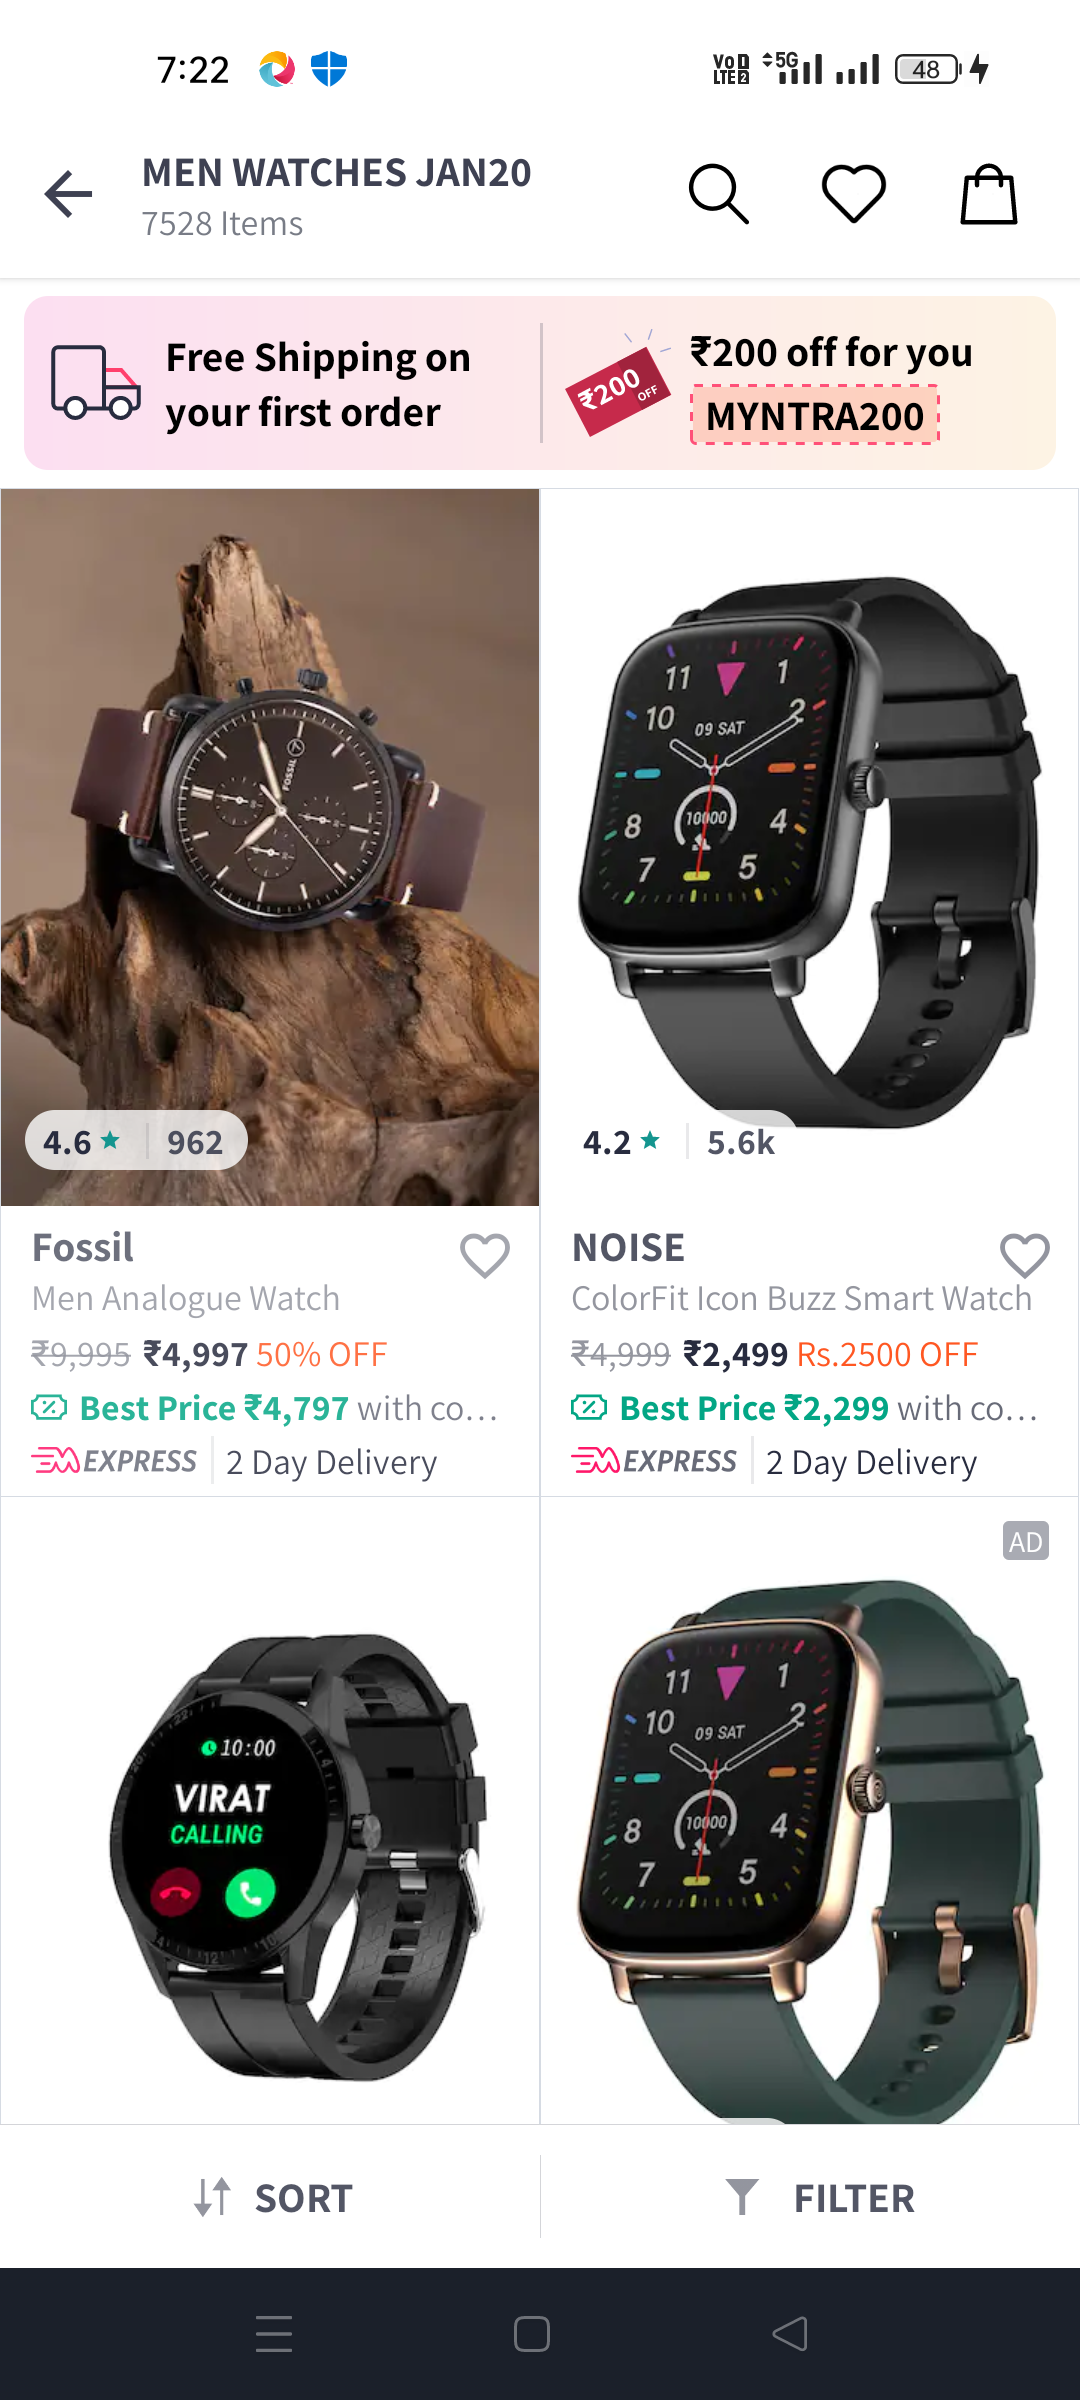 7:22
VoD LTE2 5G 48
MEN WATCHES JAN20
7528 Items
Free Shipping on
your first order
₹200 OFF
₹200 off for you
MYNTRA200
FOSSIL
11 1
10 2
09 SAT
10000
8 4
7 5
4.6 ★ | 962
4.2 ★ | 5.6k
Fossil
Men Analogue Watch
₹9,995 ₹4,997 50% OFF
Best Price ₹4,797 with co...
EXPRESS | 2 Day Delivery
NOISE
ColorFit Icon Buzz Smart Watch
₹4,999 ₹2,499 Rs.2500 OFF
Best Price ₹2,299 with co...
EXPRESS | 2 Day Delivery
10:00
VIRAT
CALLING
12
AD
11 1
10 2
09 SAT
10000
8 4
7 5
SORT
FILTER